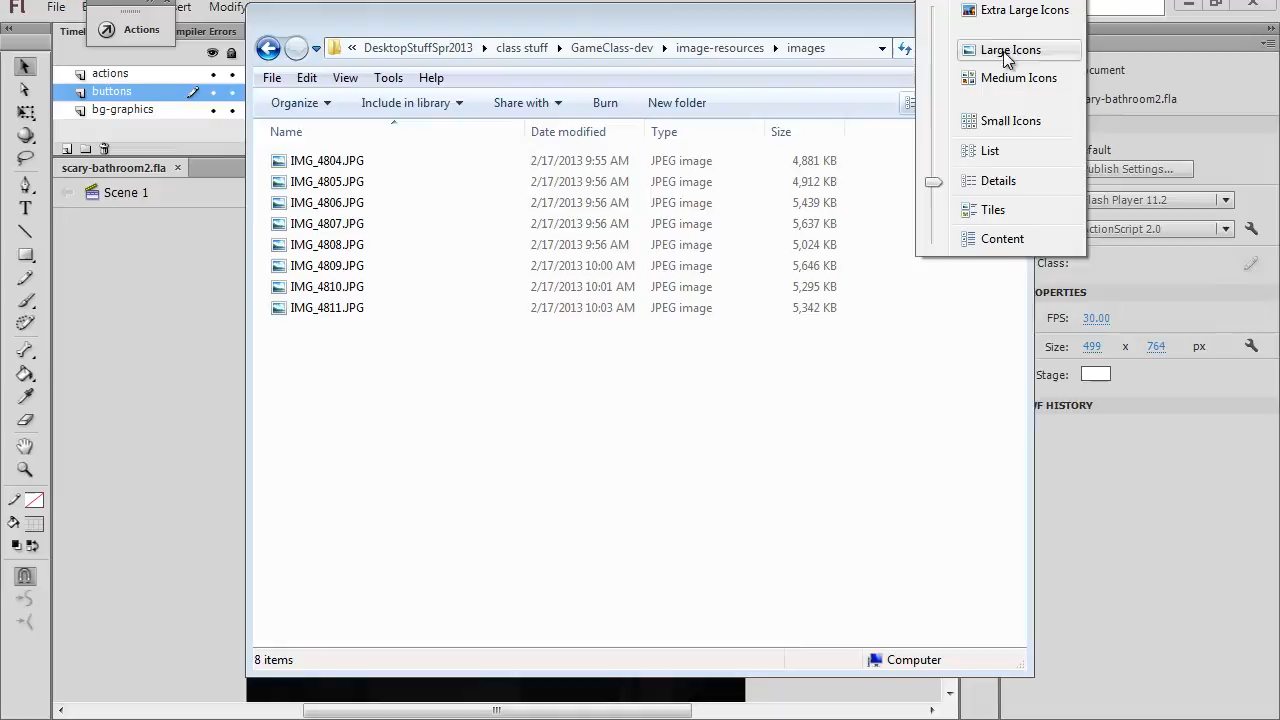 Fl File Modify
Actions
Compiler Errors
actions
buttons
bg-graphics
scary-bathroom2.fla ×
Scene 1
« DesktopStuffSpr2013 class stuff GameClass-dev image-resources images
File Edit View Tools Help
Organize Include in library Share with Burn New folder
Name Date modified Type Size
IMG_4804.JPG 2/17/2013 9:55 AM JPEG image 4,881 KB
IMG_4805.JPG 2/17/2013 9:56 AM JPEG image 4,912 KB
IMG_4806.JPG 2/17/2013 9:56 AM JPEG image 5,439 KB
IMG_4807.JPG 2/17/2013 9:56 AM JPEG image 5,637 KB
IMG_4808.JPG 2/17/2013 9:56 AM JPEG image 5,024 KB
IMG_4809.JPG 2/17/2013 10:00 AM JPEG image 5,646 KB
IMG_4810.JPG 2/17/2013 10:01 AM JPEG image 5,295 KB
IMG_4811.JPG 2/17/2013 10:03 AM JPEG image 5,342 KB
8 items
Computer
Extra Large Icons
Large Icons
Medium Icons
Small Icons
List
Details
Tiles
Content
ocument
ary-bathroom2.fla
efault
ublish Settings...
lash Player 11.2
ctionScript 2.0
Class:
OPERTIES
FPS: 30.00
Size: 499 x 764 px
Stage:
VF HISTORY